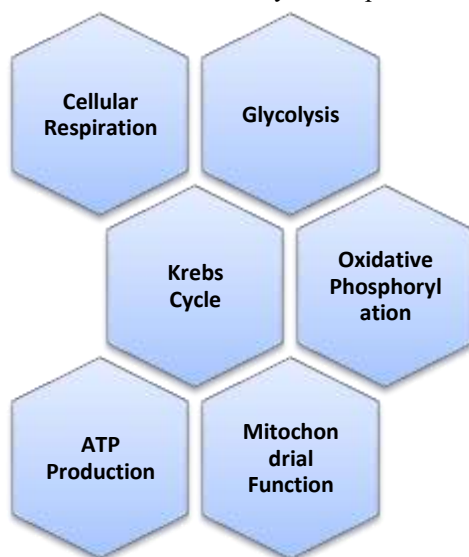 Cellular
Respiration
Glycolysis
Krebs
Cycle
Oxidative
Phosphoryl
ation
ATP
Production
Mitochon
drial
Function